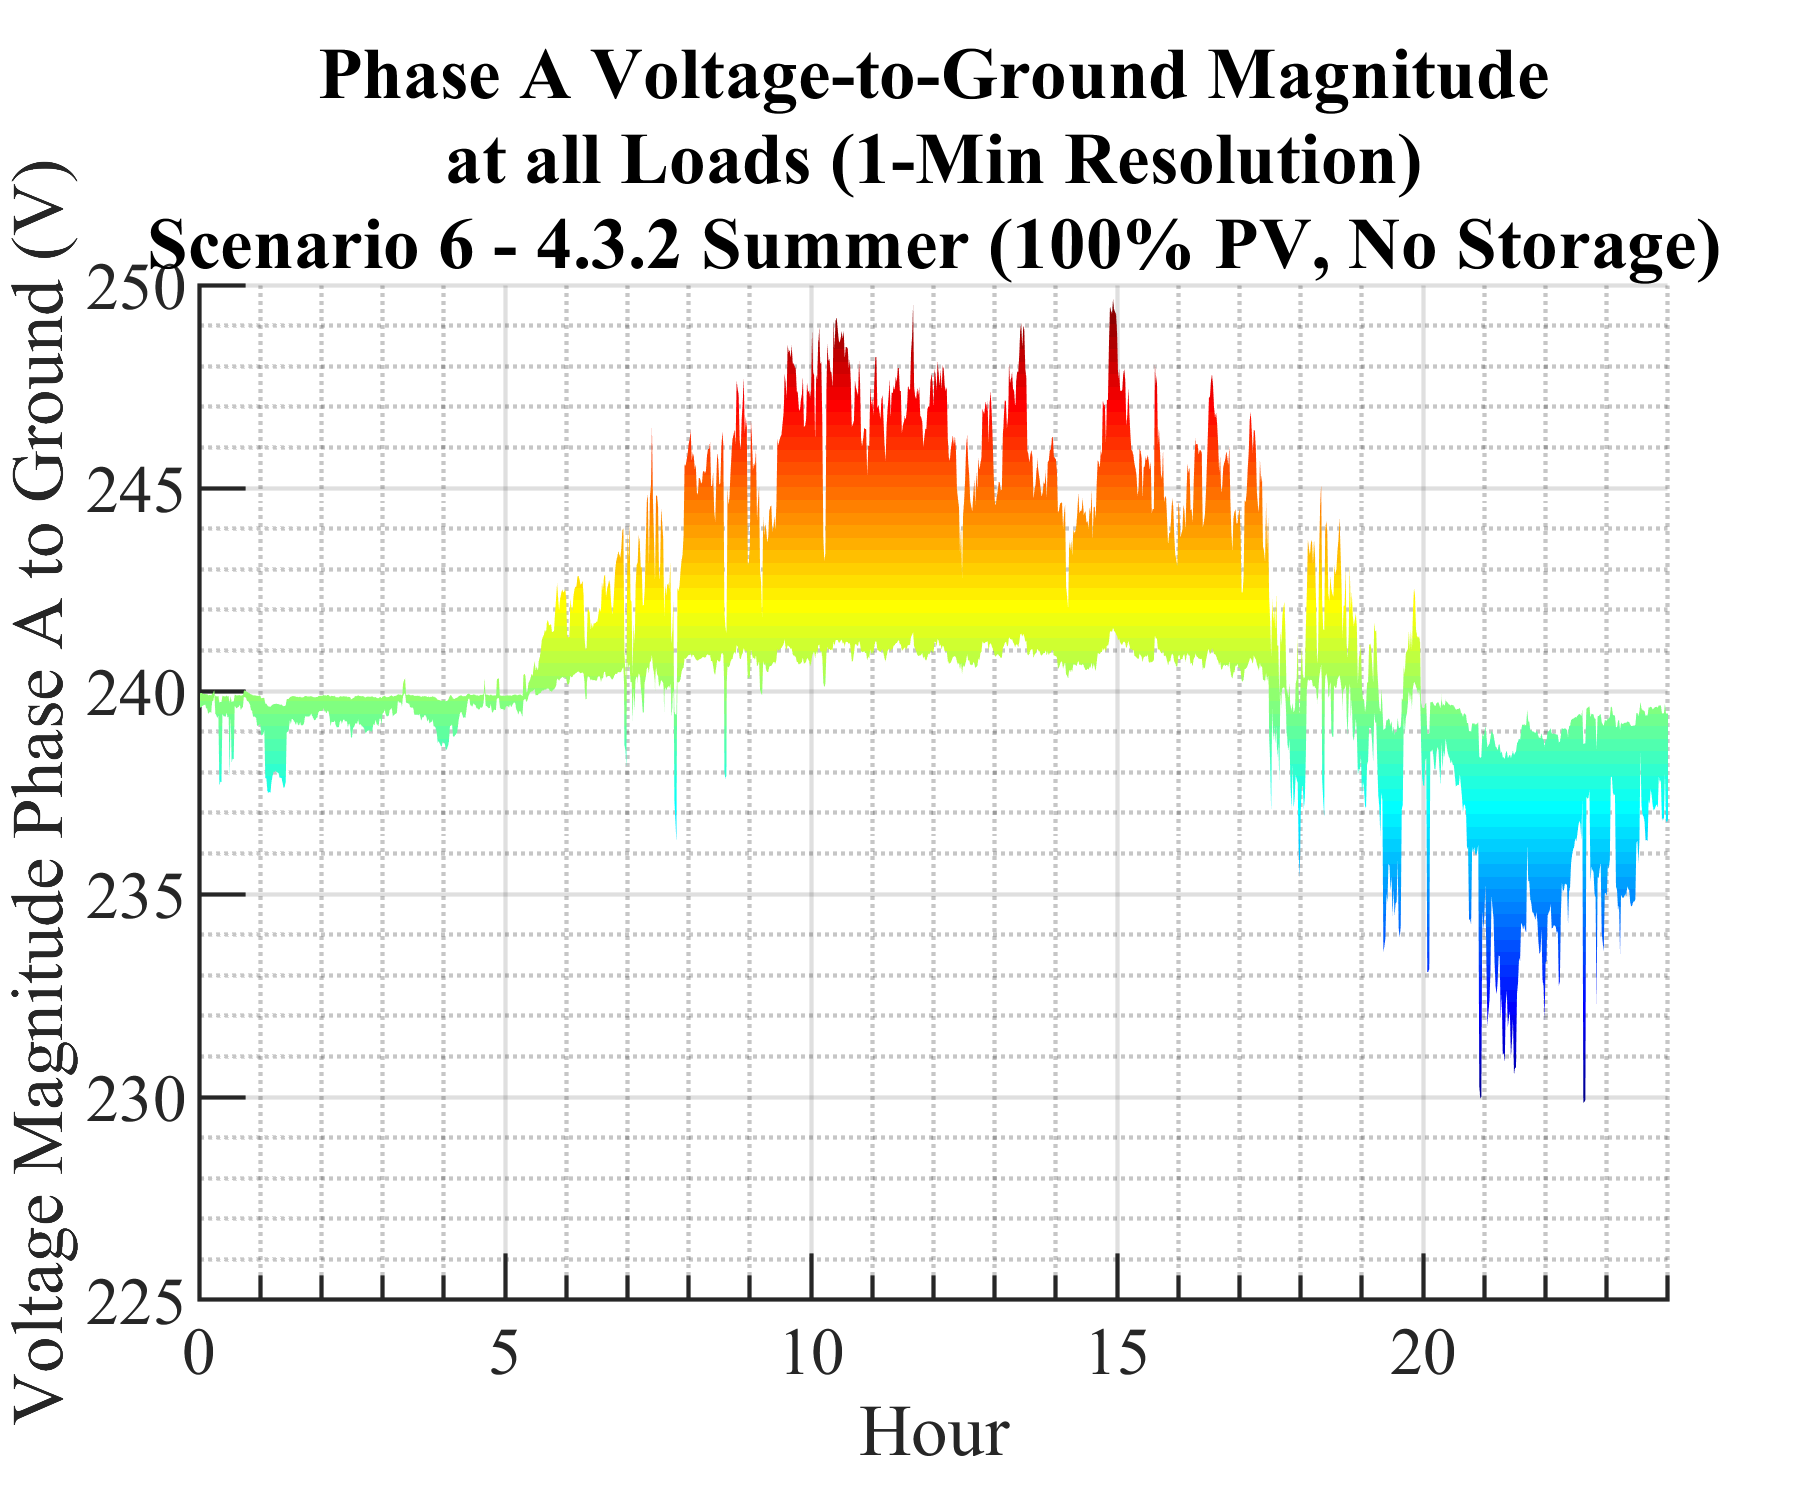 Phase A Voltage-to-Ground Magnitude
at all Loads (1-Min Resolution)
Scenario 6 - 4.3.2 Summer (100% PV, No Storage)
Voltage Magnitude Phase A to Ground (V)
250
245
240
235
230
225
0 5 10 15 20
Hour